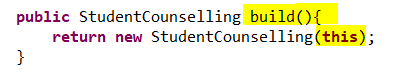 public StudentCounselling build(){
return new StudentCounselling(this);
}